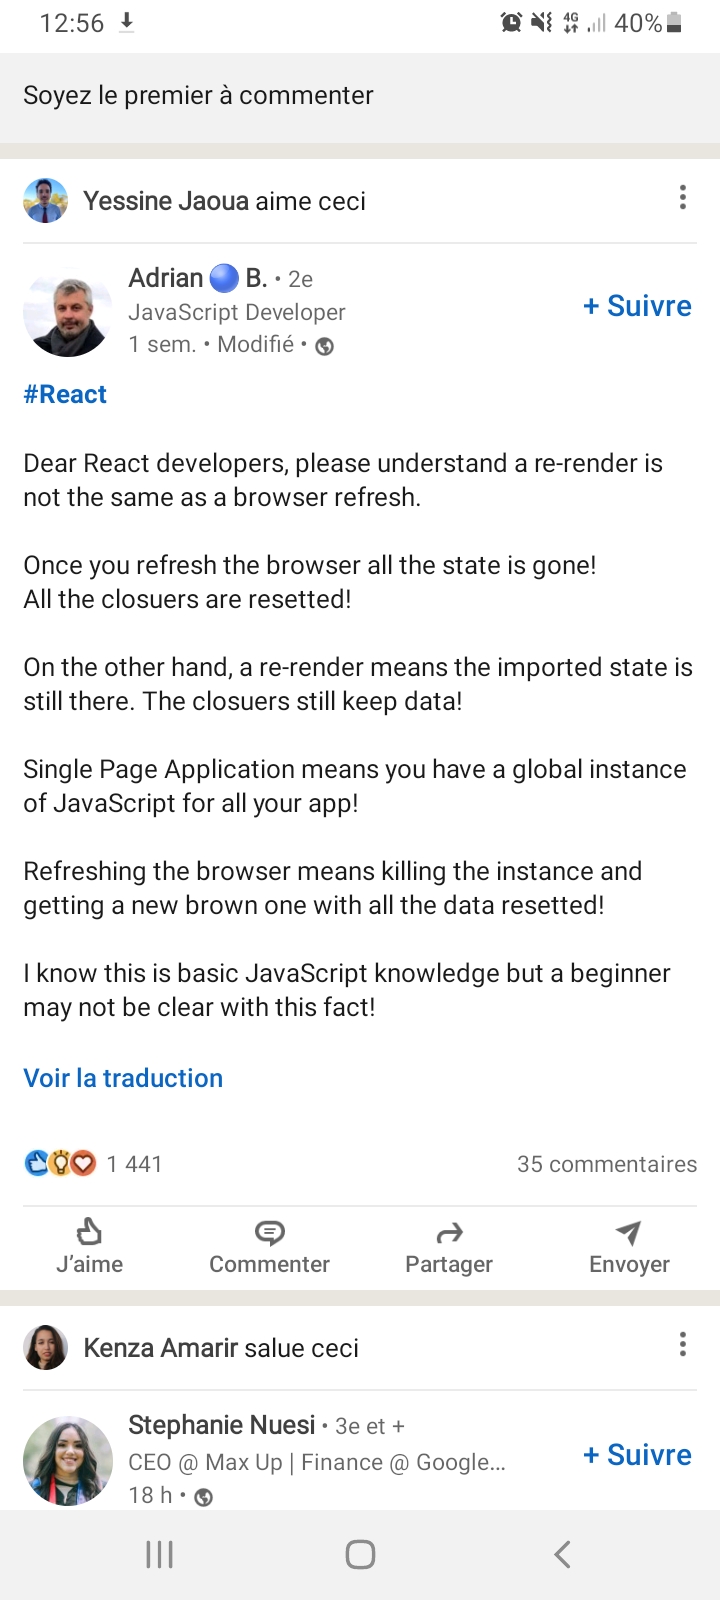 12:56
4G
40%
Soyez le premier à commenter
Yessine Jaoua aime ceci
Adrian 🔵 B. • 2e
JavaScript Developer
+ Suivre
1 sem. • Modifié •
#React
Dear React developers, please understand a re-render is
not the same as a browser refresh.
Once you refresh the browser all the state is gone!
All the closuers are resetted!
On the other hand, a re-render means the imported state is
still there. The closuers still keep data!
Single Page Application means you have a global instance
of JavaScript for all your app!
Refreshing the browser means killing the instance and
getting a new brown one with all the data resetted!
I know this is basic JavaScript knowledge but a beginner
may not be clear with this fact!
Voir la traduction
1 441
35 commentaires
J'aime
Commenter
Partager
Envoyer
Kenza Amarir salue ceci
Stephanie Nuesi • 3e et +
CEO @ Max Up | Finance @ Google...
+ Suivre
18 h •